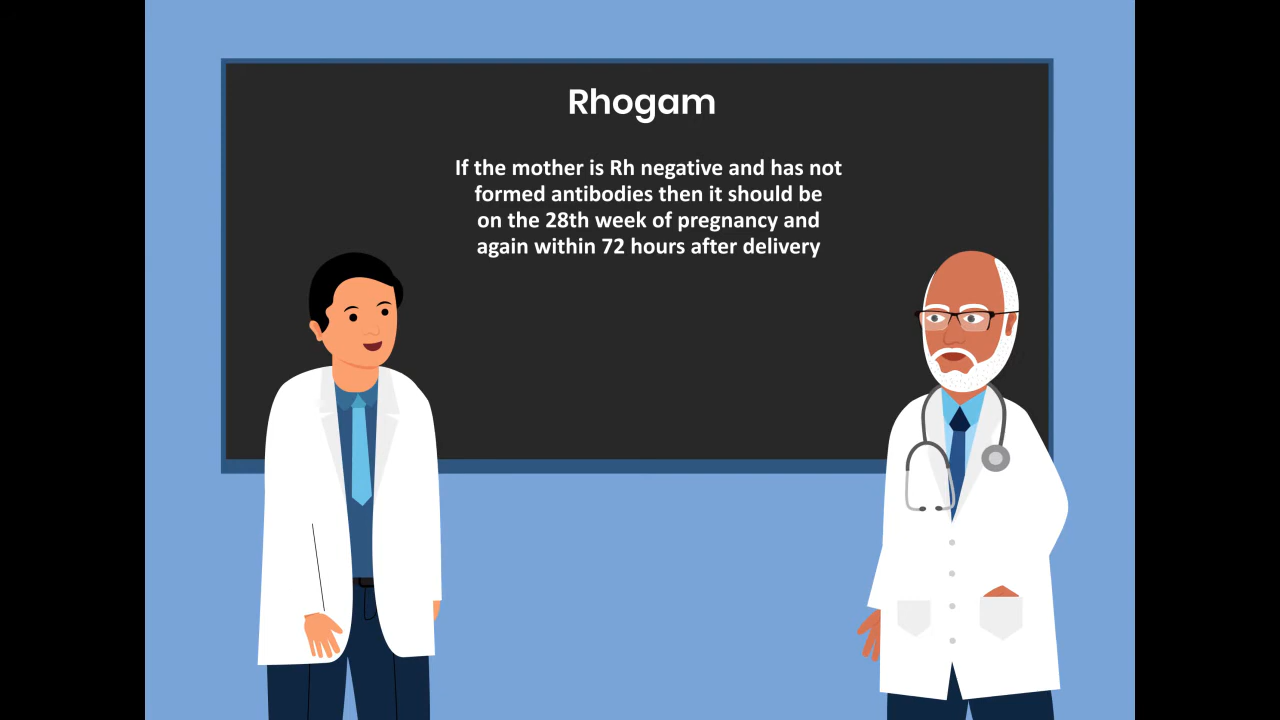 Rhogam
If the mother is Rh negative and has not
formed antibodies then it should be
on the 28th week of pregnancy and
again within 72 hours after delivery